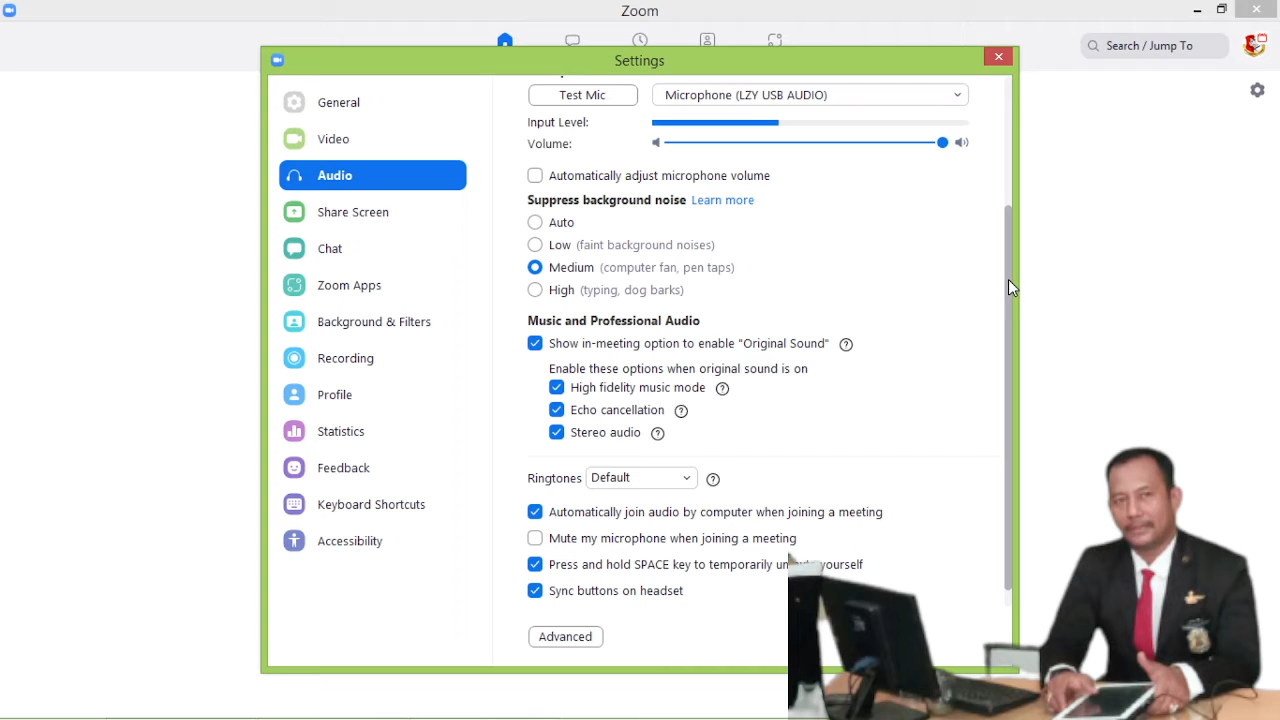 Zoom
Search / Jump To
Settings
General
Video
Audio
Share Screen
Chat
Zoom Apps
Background & Filters
Recording
Profile
Statistics
Feedback
Keyboard Shortcuts
Accessibility
Test Mic Microphone (LZY USB AUDIO)
Input Level:
Volume:
Automatically adjust microphone volume
Suppress background noise Learn more
Auto
Low (faint background noises)
Medium (computer fan, pen taps)
High (typing, dog barks)
Music and Professional Audio
Show in-meeting option to enable "Original Sound" ?
Enable these options when original sound is on
High fidelity music mode ?
Echo cancellation ?
Stereo audio ?
Ringtones Default ?
Automatically join audio by computer when joining a meeting
Mute my microphone when joining a meeting
Press and hold SPACE key to temporarily yourself
Sync buttons on headset
Advanced